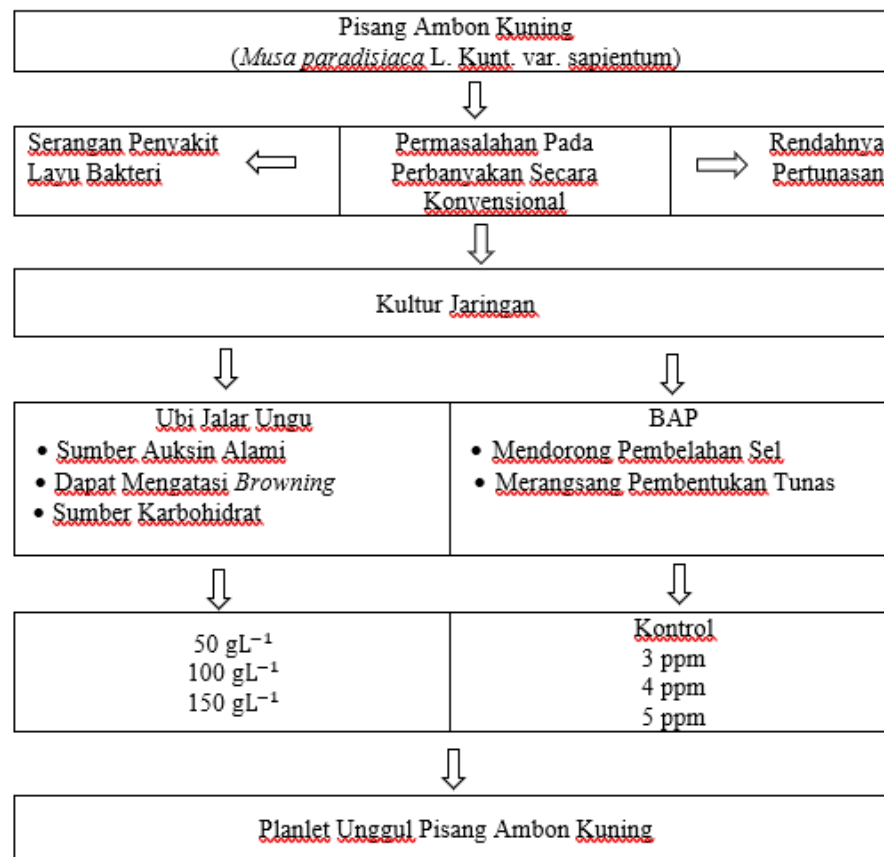 Pisang Ambon Kuning
(Musa paradisiaca L. Kunt. var. sapientum)
Serangan Penyakit
Layu Bakteri
Permasalahan Pada
Perbanyakan Secara
Konvensional
Rendahnya
Pertunasan
Kultur Jaringan
Ubi Jalar Ungu
• Sumber Auksin Alami
• Dapat Mengatasi Browning
• Sumber Karbohidrat
BAP
• Mendorong Pembelahan Sel
• Merangsang Pembentukan Tunas
50 gL⁻¹
100 gL⁻¹
150 gL⁻¹
Kontrol
3 ppm
4 ppm
5 ppm
Planlet Unggul Pisang Ambon Kuning